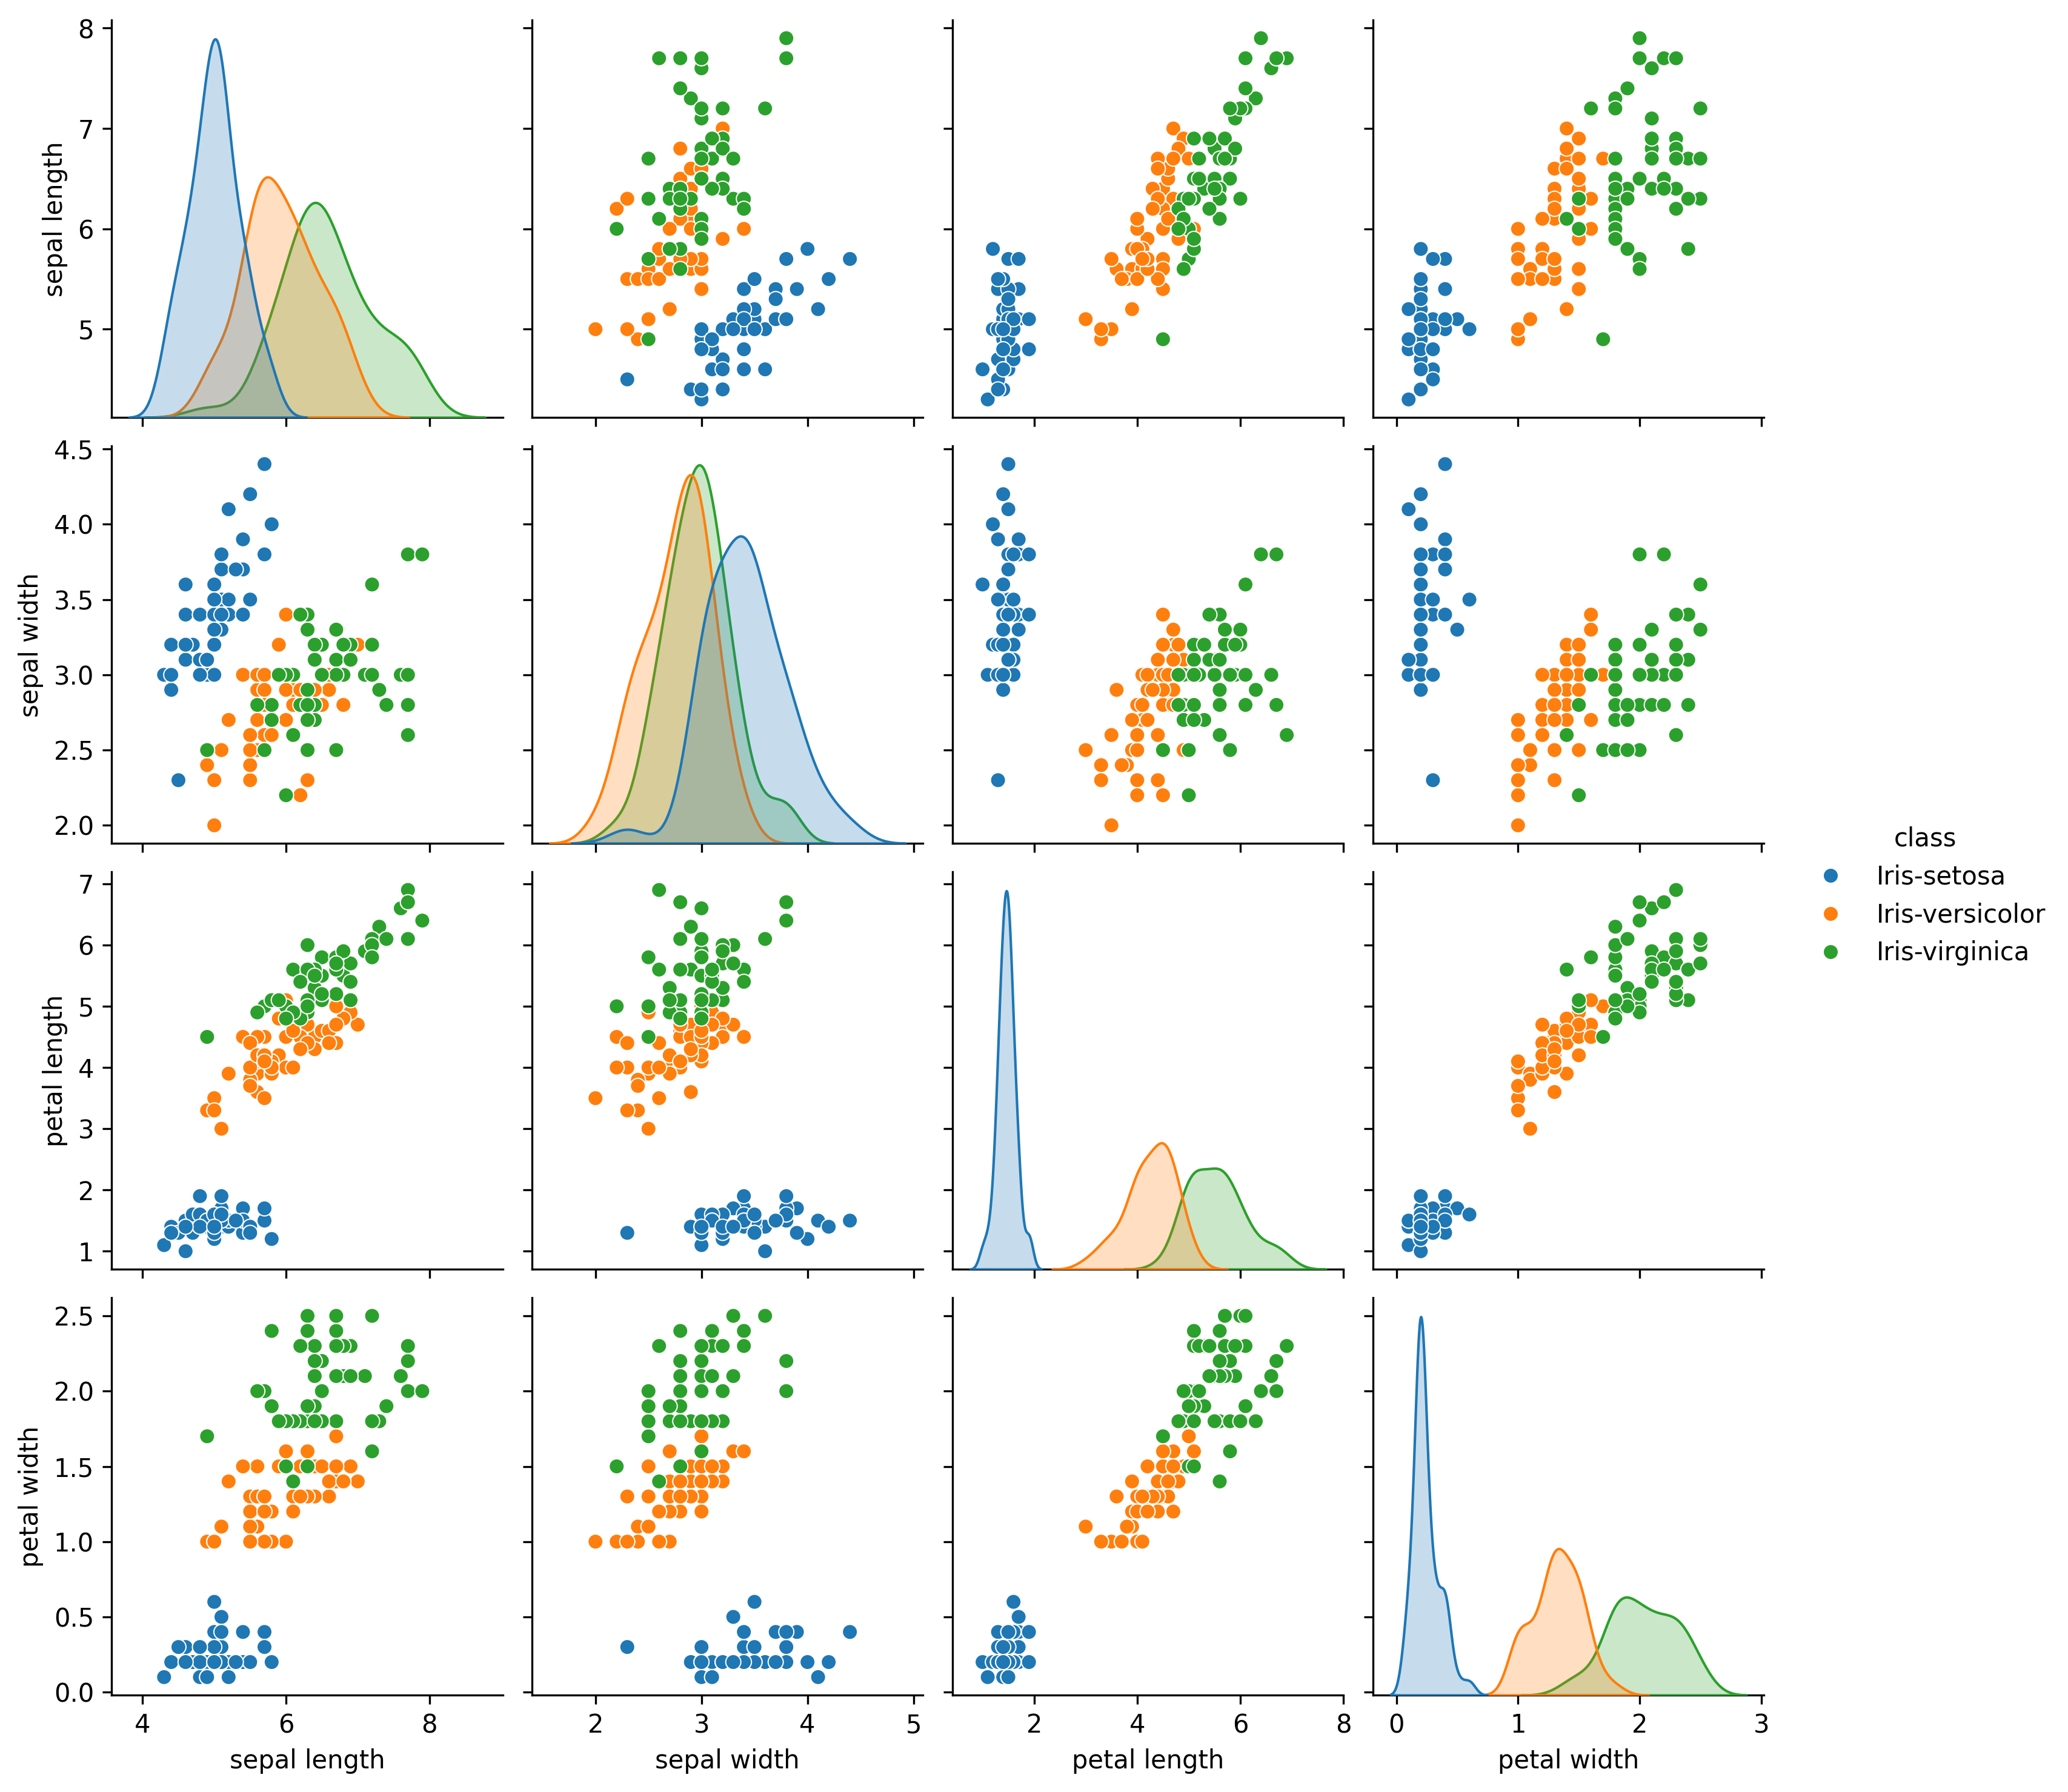 8
7
6
5
sepal length
4.5
4.0
3.5
3.0
2.5
2.0
sepal width
class
Iris-setosa
Iris-versicolor
Iris-virginica
7
6
5
4
3
2
1
petal length
2.5
2.0
1.5
1.0
0.5
0.0
petal width
4 6 8
2 3 4 5
2 4 6 8
0 1 2 3
sepal length
sepal width
petal length
petal width